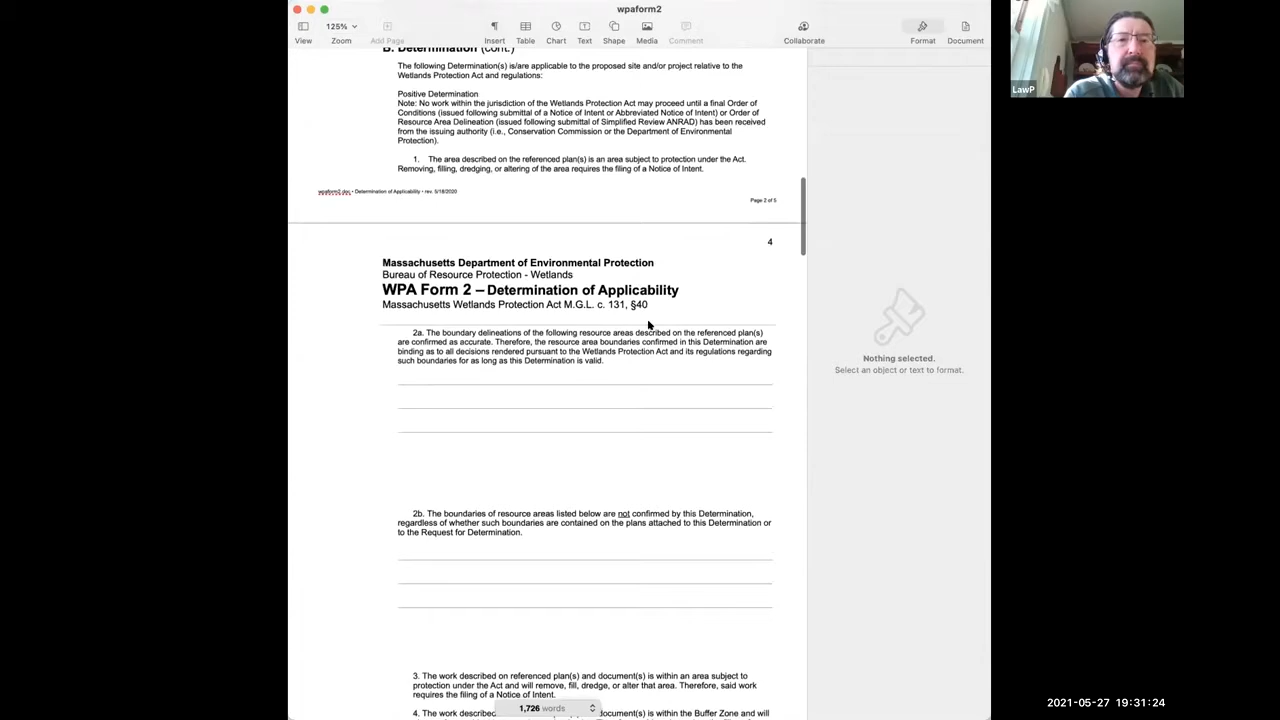 wpaform2
125%
View
Zoom
Add Page
Insert
Table
Chart
Text
Shape
Media
Comment
Collaborate
Format
Document
B. Determination (cont.)
The following Determination(s) is/are applicable to the proposed site and/or project relative to the
Wetlands Protection Act and regulations:
Positive Determination
Note: No work within the jurisdiction of the Wetlands Protection Act may proceed until a final Order of
Conditions (issued following submittal of a Notice of Intent or Abbreviated Notice of Intent) or Order of
Resource Area Delineation (issued following submittal of Simplified Review ANRAD) has been received
from the issuing authority (i.e., Conservation Commission or the Department of Environmental
Protection).
1. The area described on the referenced plan(s) is an area subject to protection under the Act.
Removing, filling, dredging, or altering of the area requires the filing of a Notice of Intent.
wpaform2.doc • Determination of Applicability • rev. 5/18/2020
Page 2 of 5
4
Massachusetts Department of Environmental Protection
Bureau of Resource Protection - Wetlands
WPA Form 2 – Determination of Applicability
Massachusetts Wetlands Protection Act M.G.L. c. 131, §40
2a. The boundary delineations of the following resource areas described on the referenced plan(s)
are confirmed as accurate. Therefore, the resource area boundaries confirmed in this Determination are
binding as to all decisions rendered pursuant to the Wetlands Protection Act and its regulations regarding
such boundaries for as long as this Determination is valid.
2b. The boundaries of resource areas listed below are not confirmed by this Determination,
regardless of whether such boundaries are contained on the plans attached to this Determination or
to the Request for Determination.
3. The work described on referenced plan(s) and document(s) is within an area subject to
protection under the Act and will remove, fill, dredge, or alter that area. Therefore, said work
requires the filing of a Notice of Intent.
4. The work described document(s) is within the Buffer Zone and will
1,726 words
Nothing selected.
Select an object or text to format.
LawP
2021-05-27 19:31:24